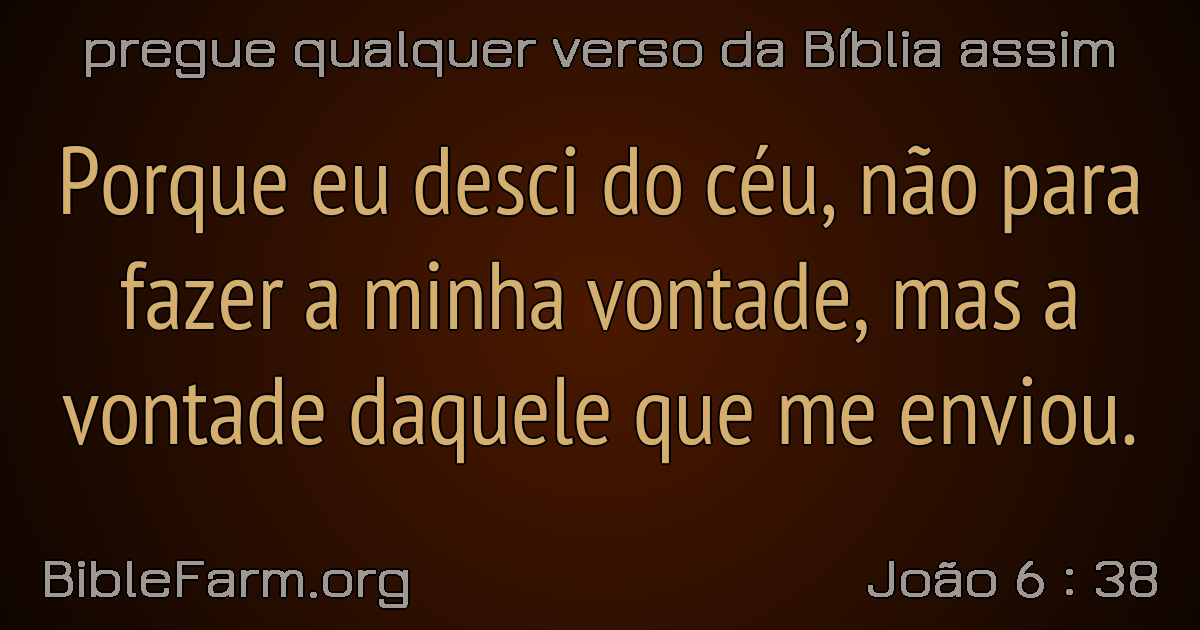 pregue qualquer verso da Bíblia assim
Porque eu desci do céu, não para
fazer a minha vontade, mas a
vontade daquele que me enviou.
BibleFarm.org
João 6 : 38